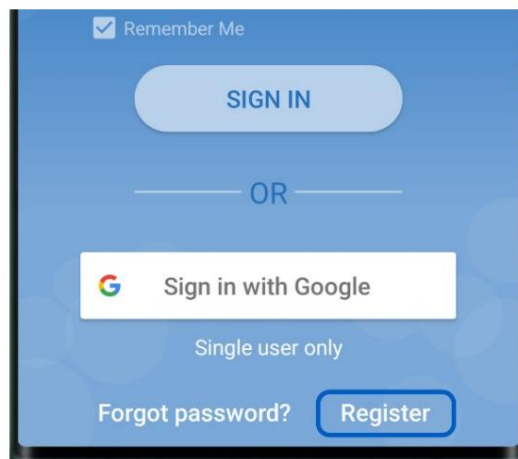 Remember Me
SIGN IN
OR
Sign in with Google
Single user only
Forgot password? Register